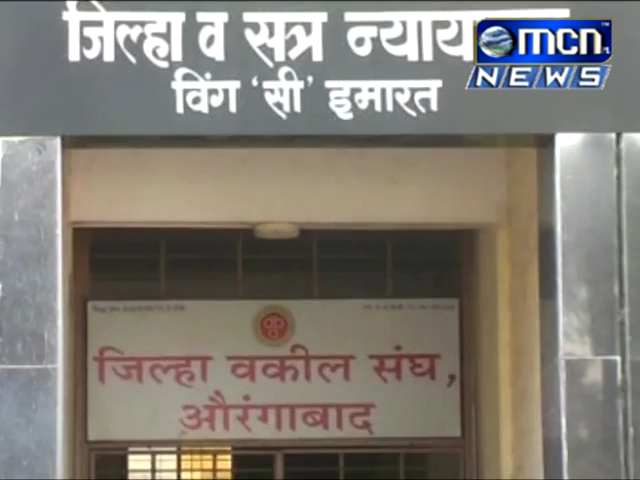 जिल्हा व सत्र
mcn
NEWS
विंग 'सी' इमारत
जिल्हा वकील संघ,
औरंगाबाद